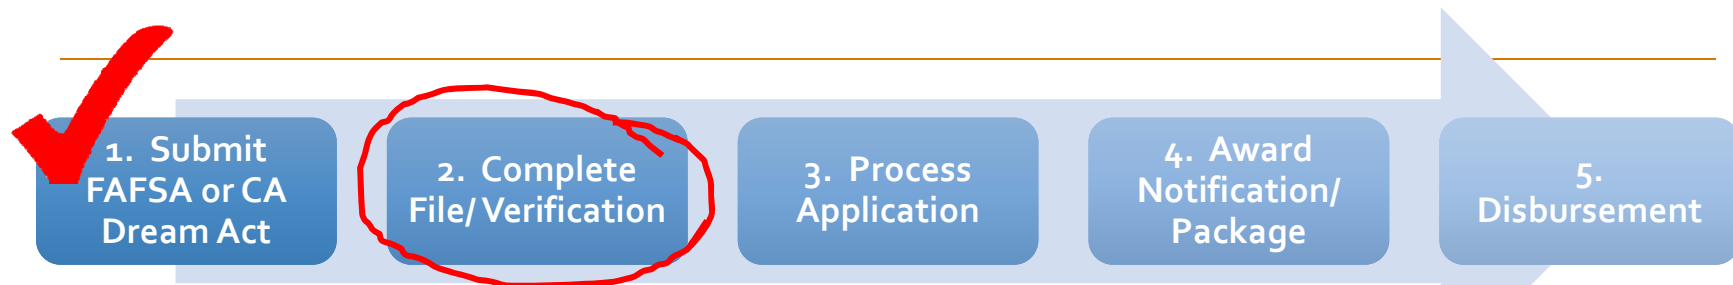 1. Submit
FAFSA or CA
Dream Act
2. Complete
File/ Verification
3. Process
Application
4. Award
Notification/
Package
5.
Disbursement